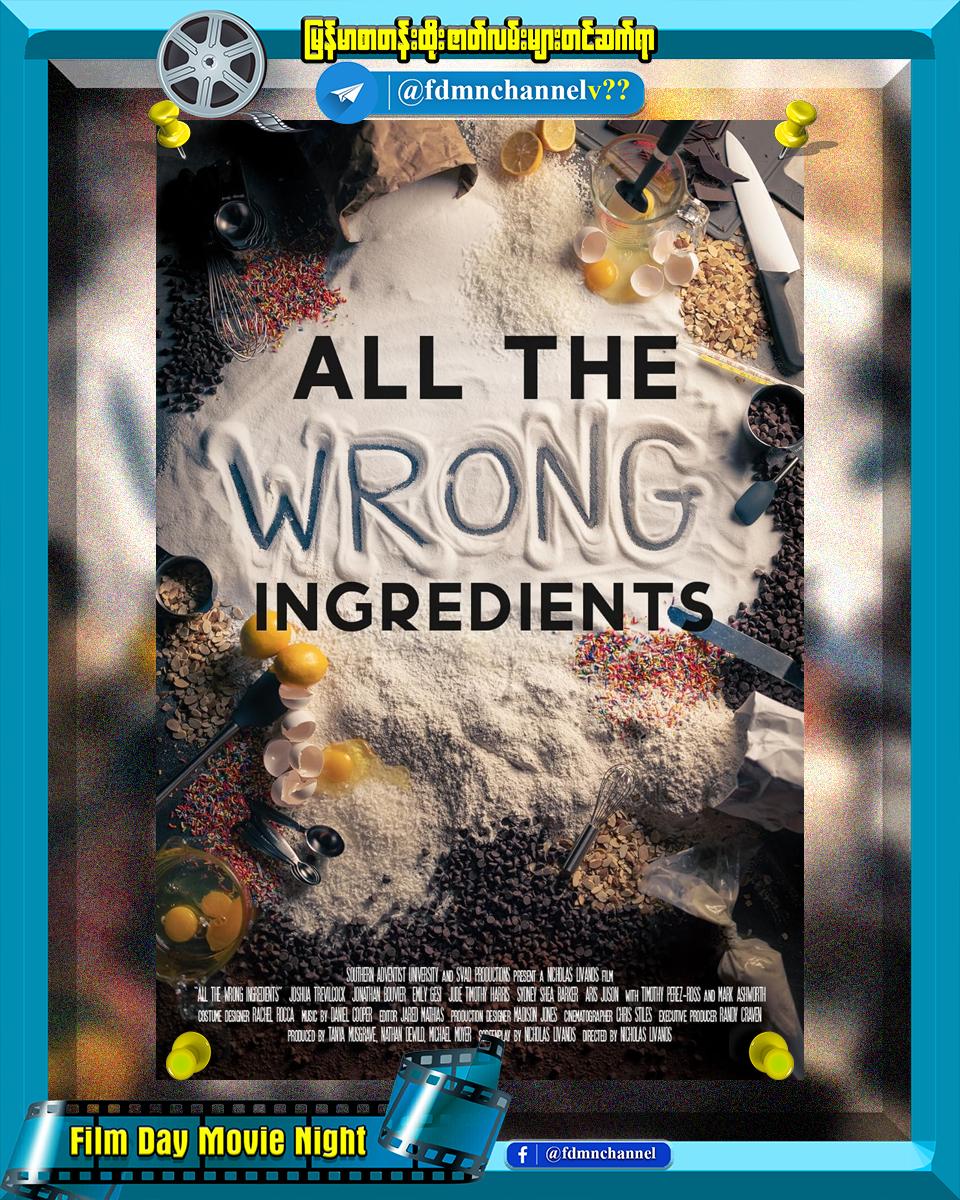 မြန်မာစာတန်းထိုးဇာတ်လမ်းများတင်ဆက်ရာ
@fdmnchannelv??
ALL THE
WRONG
INGREDIENTS
SOUTHERN ADVENTIST UNIVERSITY AND SVAD PRODUCTIONS PRESENT A NICHOLAS LIVANOS FILM
"ALL THE WRONG INGREDIENTS" JOSHUA TREVILCOCK JONATHAN BOUVIER EMILY GESI JUDE TIMOTHY HARRIS SYDNEY SHEA BARKER ARIS JUSON WITH TIMOTHY PEREZ-ROSS AND MARK ASHWORTH
COSTUME DESIGNER RACHEL ROCCA MUSIC BY DANIEL COOPER EDITOR JARED MATHIAS PRODUCTION DESIGNER MADISON JONES CINEMATOGRAPHER CHRIS STILES EXECUTIVE PRODUCER RANDY CRAVEN
PRODUCED BY TANYA MUSGRAVE, NATHAN DEWILD, MICHAEL MOYER SCREENPLAY BY NICHOLAS LIVANOS DIRECTED BY NICHOLAS LIVANOS
Film Day Movie Night
@fdmnchannel